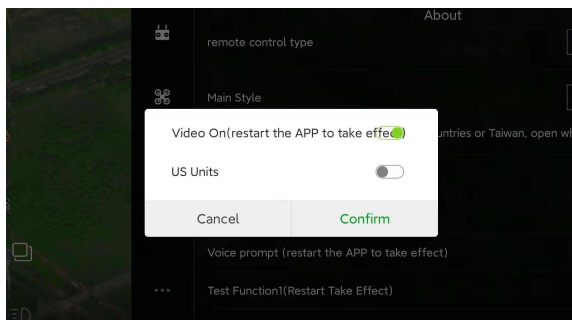 About
remote control type
Main Style
Video On(restart the APP to take effect)
untries or Taiwan, open wh
US Units
Cancel
Confirm
Voice prompt (restart the APP to take effect)
Test Function1(Restart Take Effect)